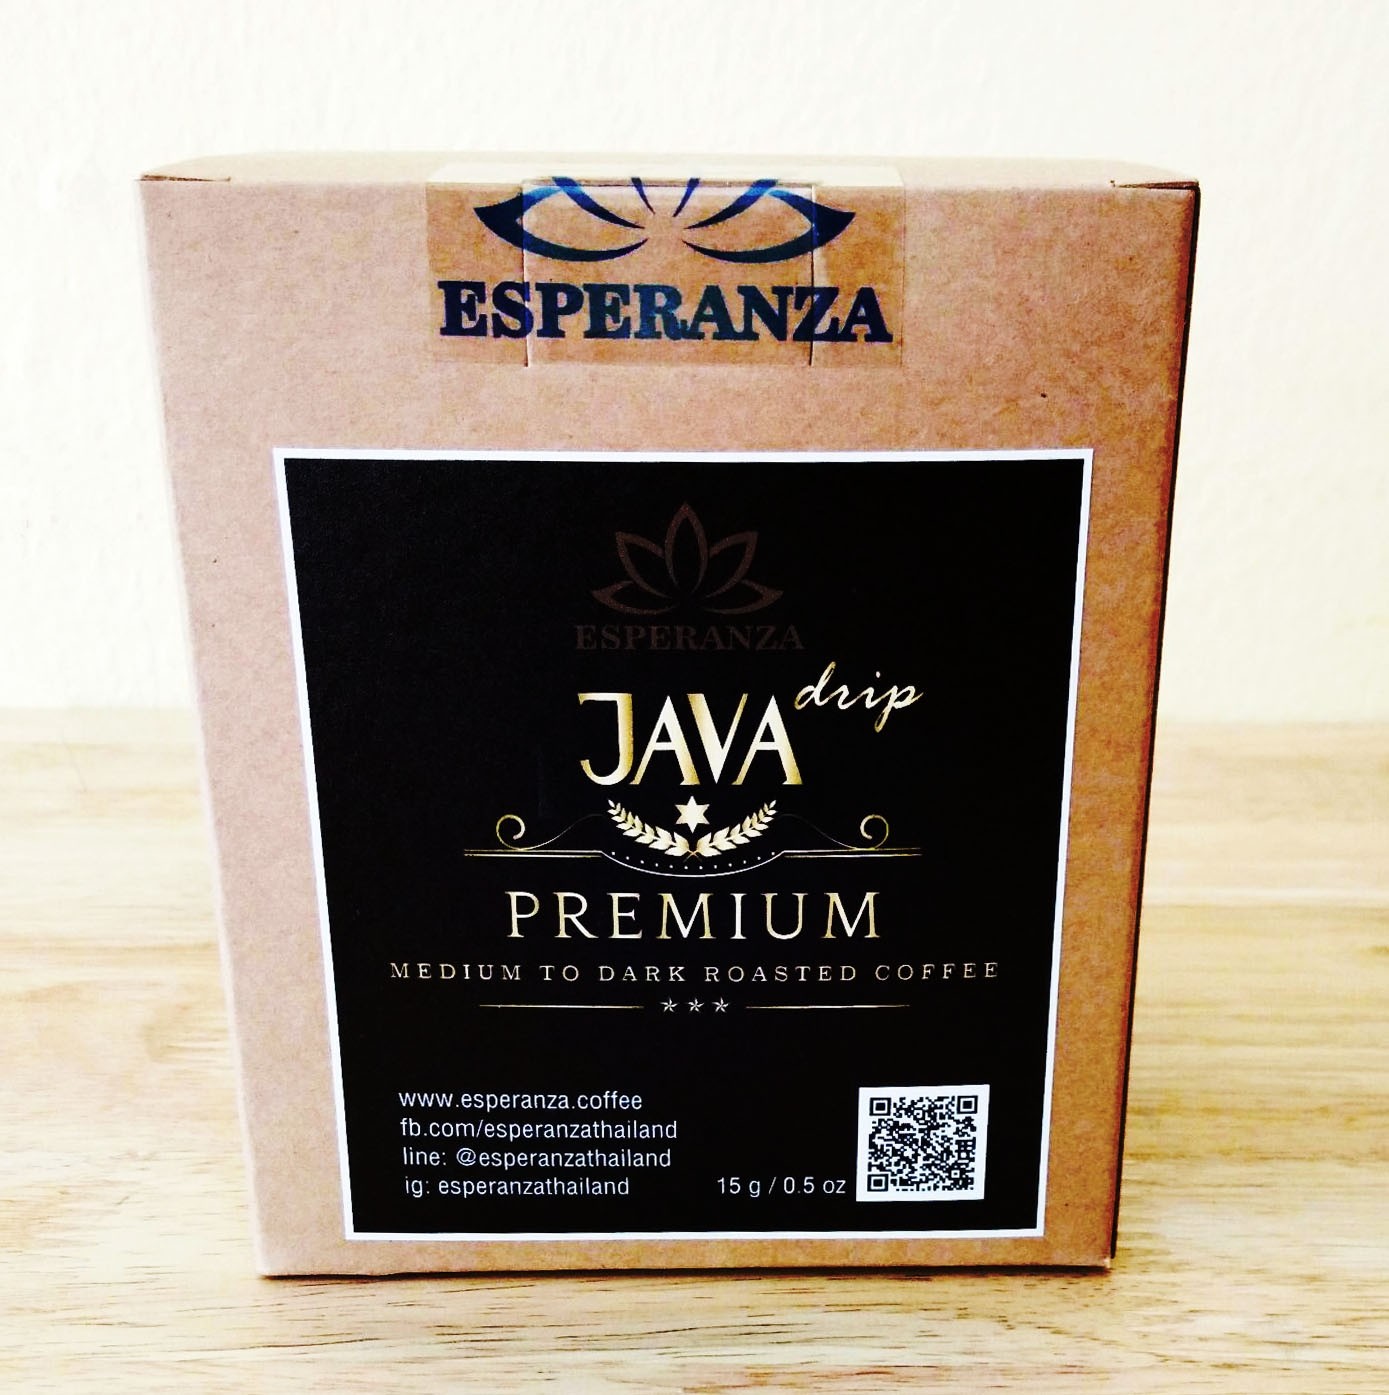 ESPERANZA
ESPERANZA
JAVA drip
PREMIUM
MEDIUM TO DARK ROASTED COFFEE
www.esperanza.coffee
fb.com/esperanzathailand
line: @esperanzathailand
ig: esperanzathailand
15 g / 0.5 oz